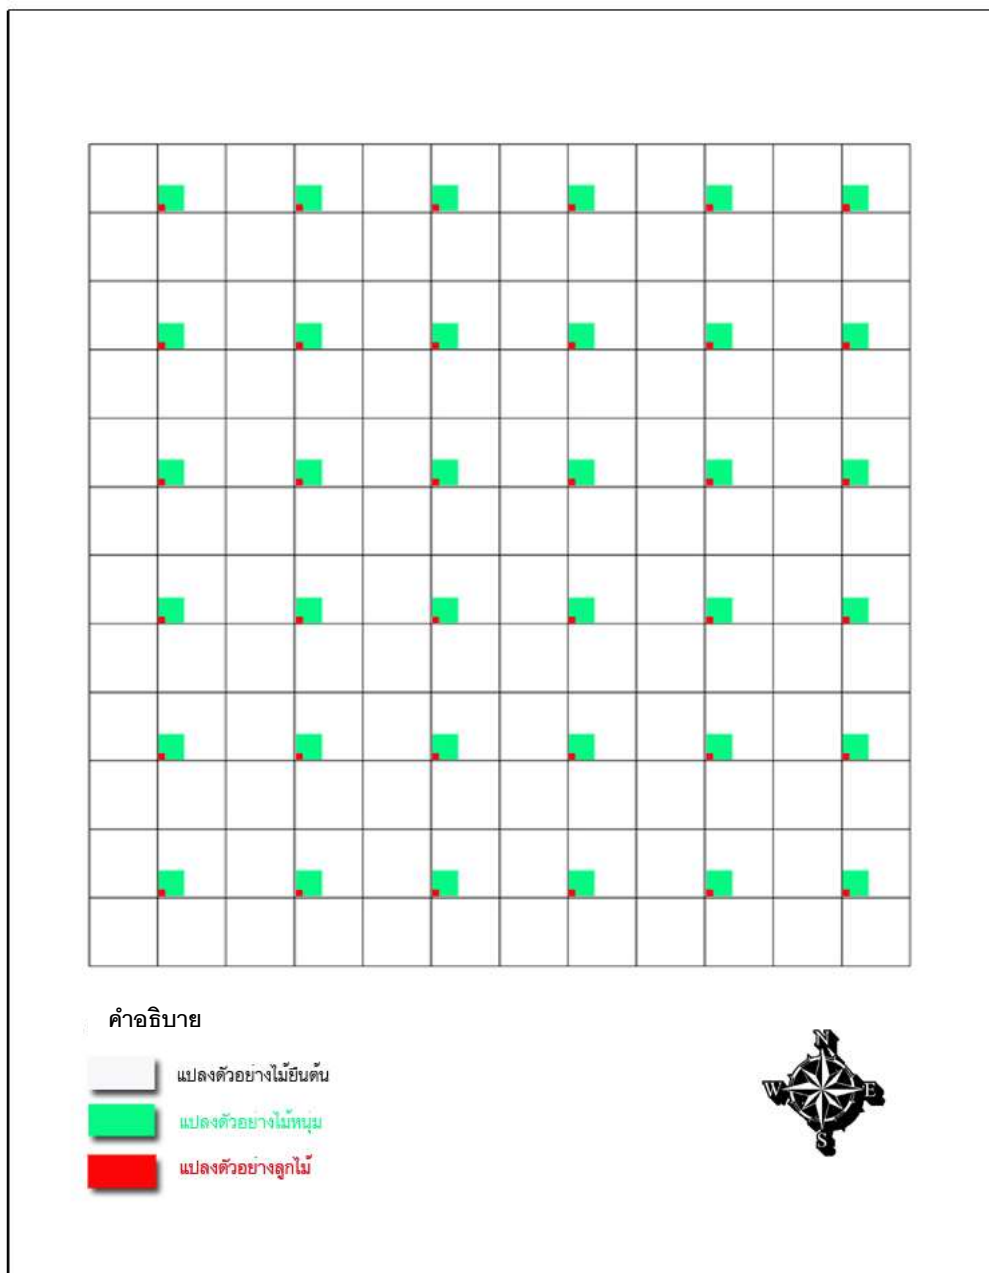 คำอธิบาย
แปลงตัวอย่างไม้ยืนต้น
แปลงตัวอย่างไม้หนุ่ม
แปลงตัวอย่างลูกไม้
N
W E
S